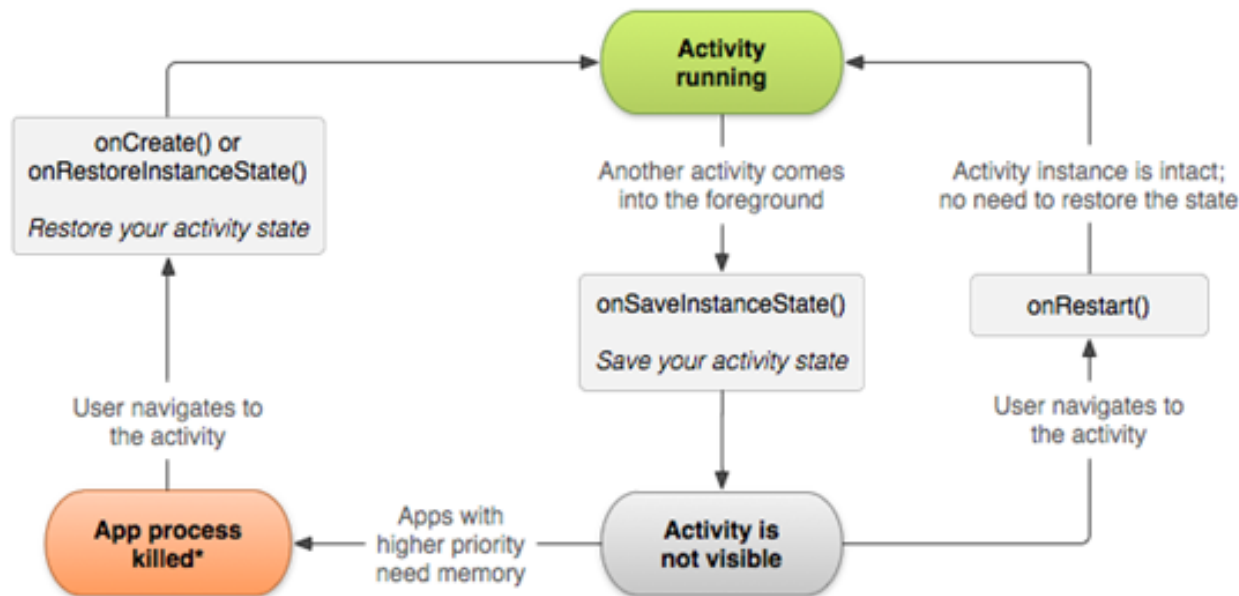 Activity
running
onCreate() or
onRestoreInstanceState()
Restore your activity state
Another activity comes
into the foreground
Activity instance is intact;
no need to restore the state
onSaveInstanceState()
Save your activity state
onRestart()
User navigates to
the activity
User navigates to
the activity
App process
killed*
Apps with
higher priority
need memory
Activity is
not visible